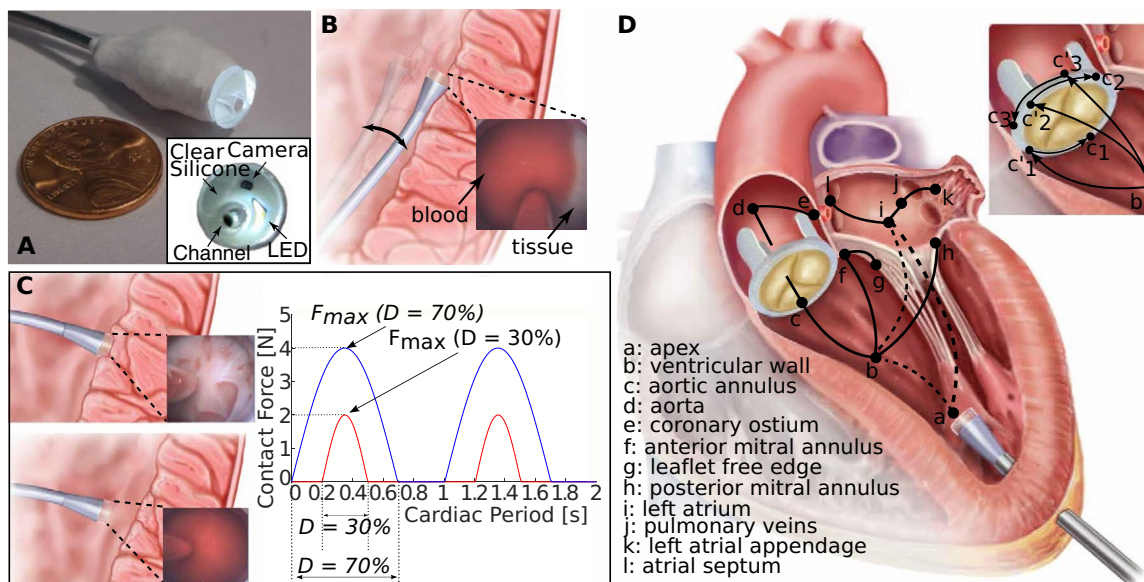 A
Clear Camera
Silicone
Channel
LED
B
blood
tissue
C
Contact Force [N]
5
4
3
2
1
0
Fmax (D = 70%)
Fmax (D = 30%)
0 0.2 0.4 0.6 0.8 1 1.2 1.4 1.6 1.8 2
Cardiac Period [s]
D = 30%
D = 70%
D
l
j
k
d
e
i
f
g
h
c
b
a
c'3
c2
c3
c'2
c1
c'1
b
a: apex
b: ventricular wall
c: aortic annulus
d: aorta
e: coronary ostium
f: anterior mitral annulus
g: leaflet free edge
h: posterior mitral annulus
i: left atrium
j: pulmonary veins
k: left atrial appendage
l: atrial septum